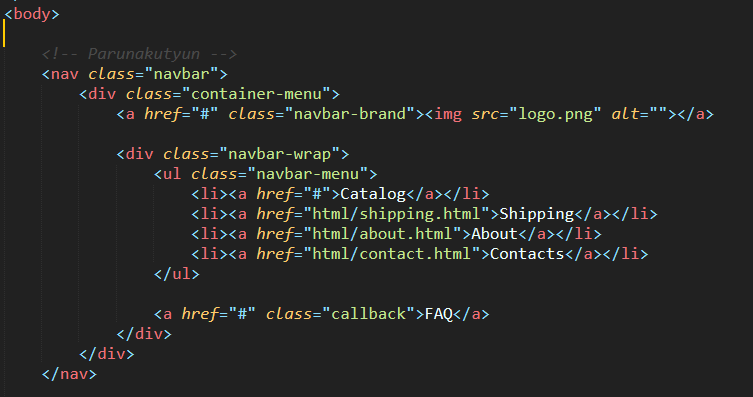 <body>
<!-- Parunakutyun -->
<nav class="navbar">
<div class="container-menu">
<a href="#" class="navbar-brand"><img src="logo.png" alt=""></a>
<div class="navbar-wrap">
<ul class="navbar-menu">
<li><a href="#">Catalog</a></li>
<li><a href="html/shipping.html">Shipping</a></li>
<li><a href="html/about.html">About</a></li>
<li><a href="html/contact.html">Contacts</a></li>
</ul>
<a href="#" class="callback">FAQ</a>
</div>
</div>
</nav>